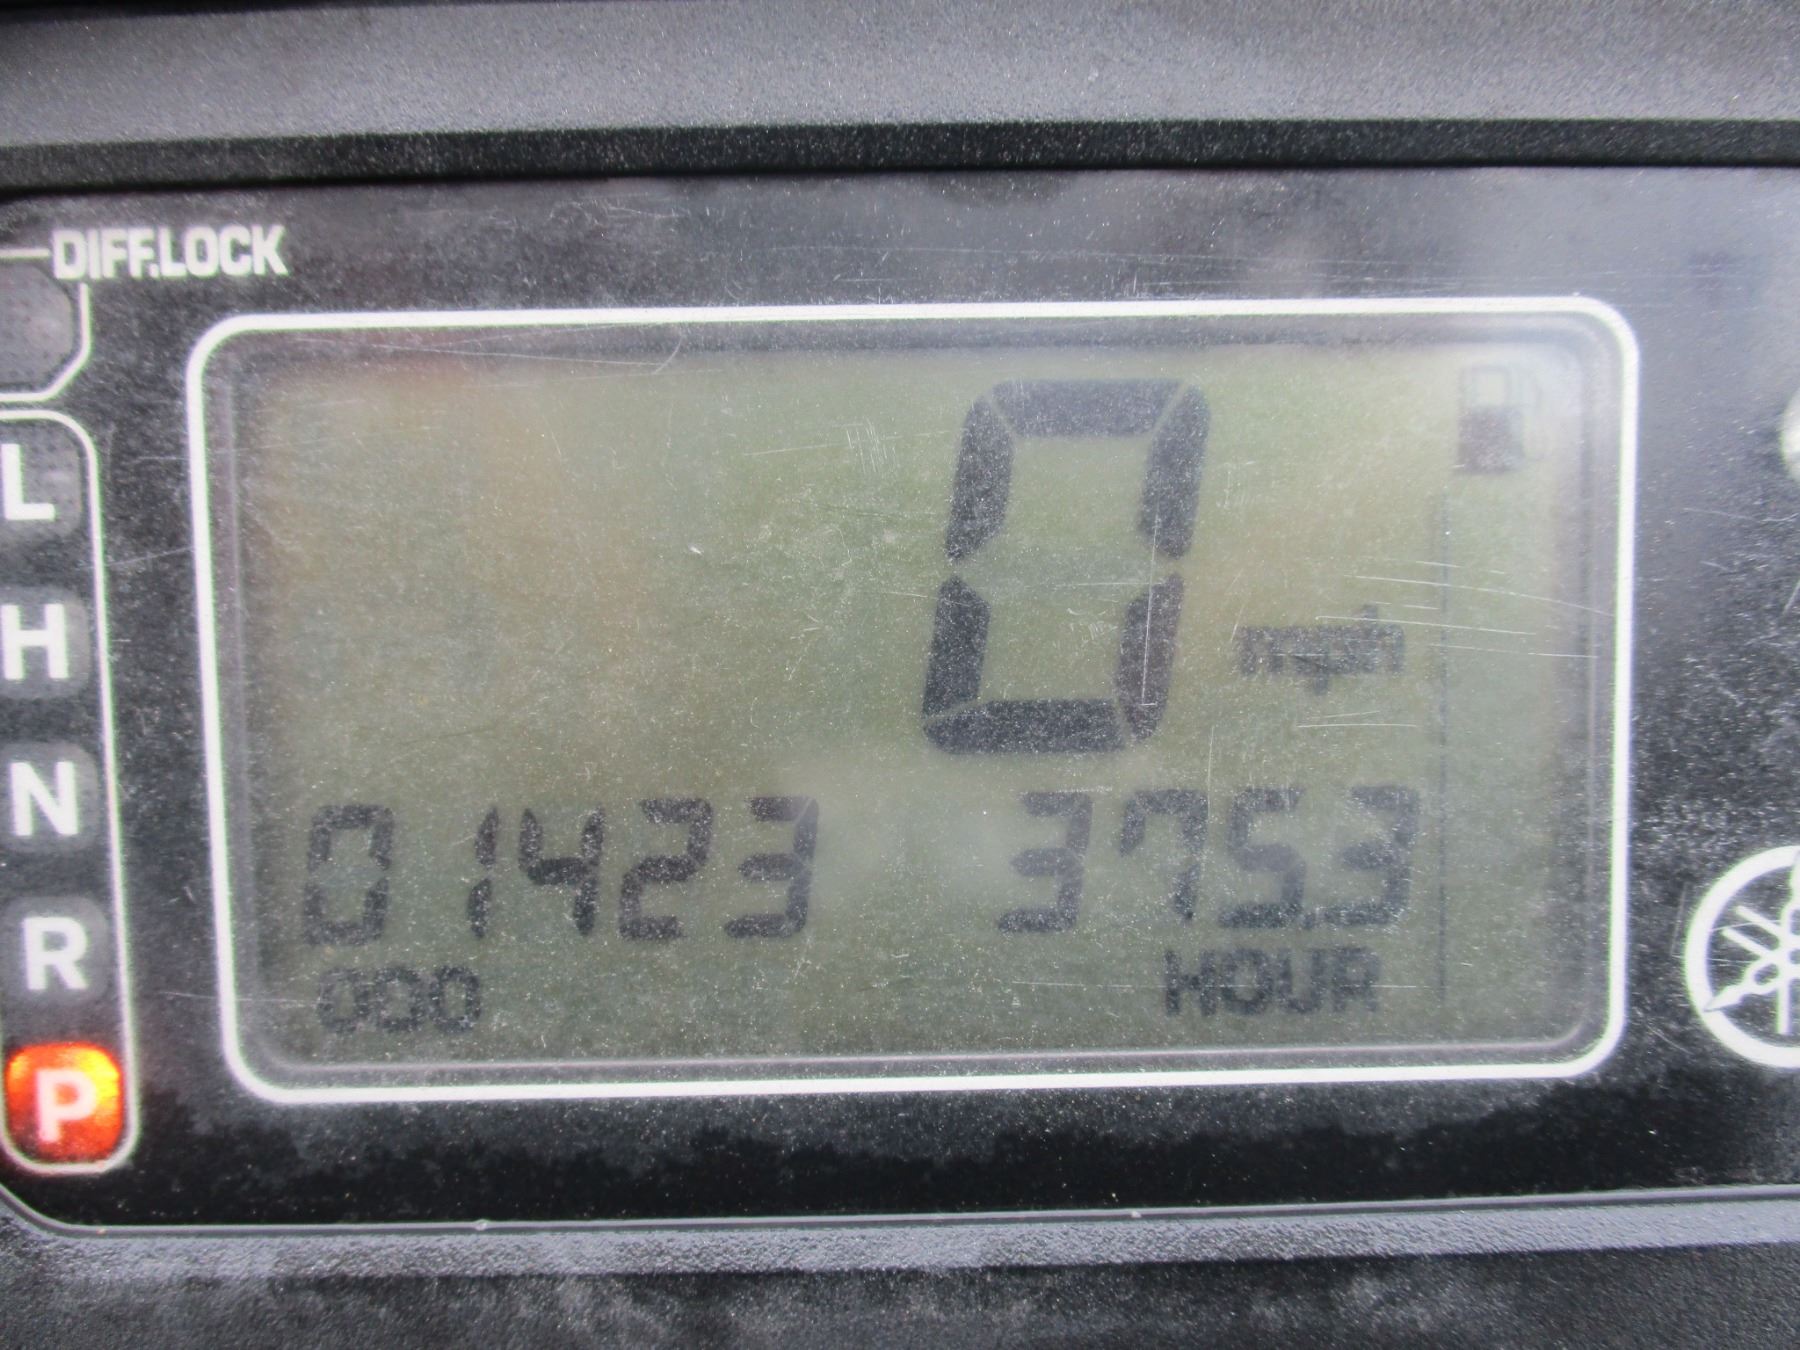 DIFF.LOCK
L
H
N
R
P
0
mph
01423 375.3
ODO HOUR